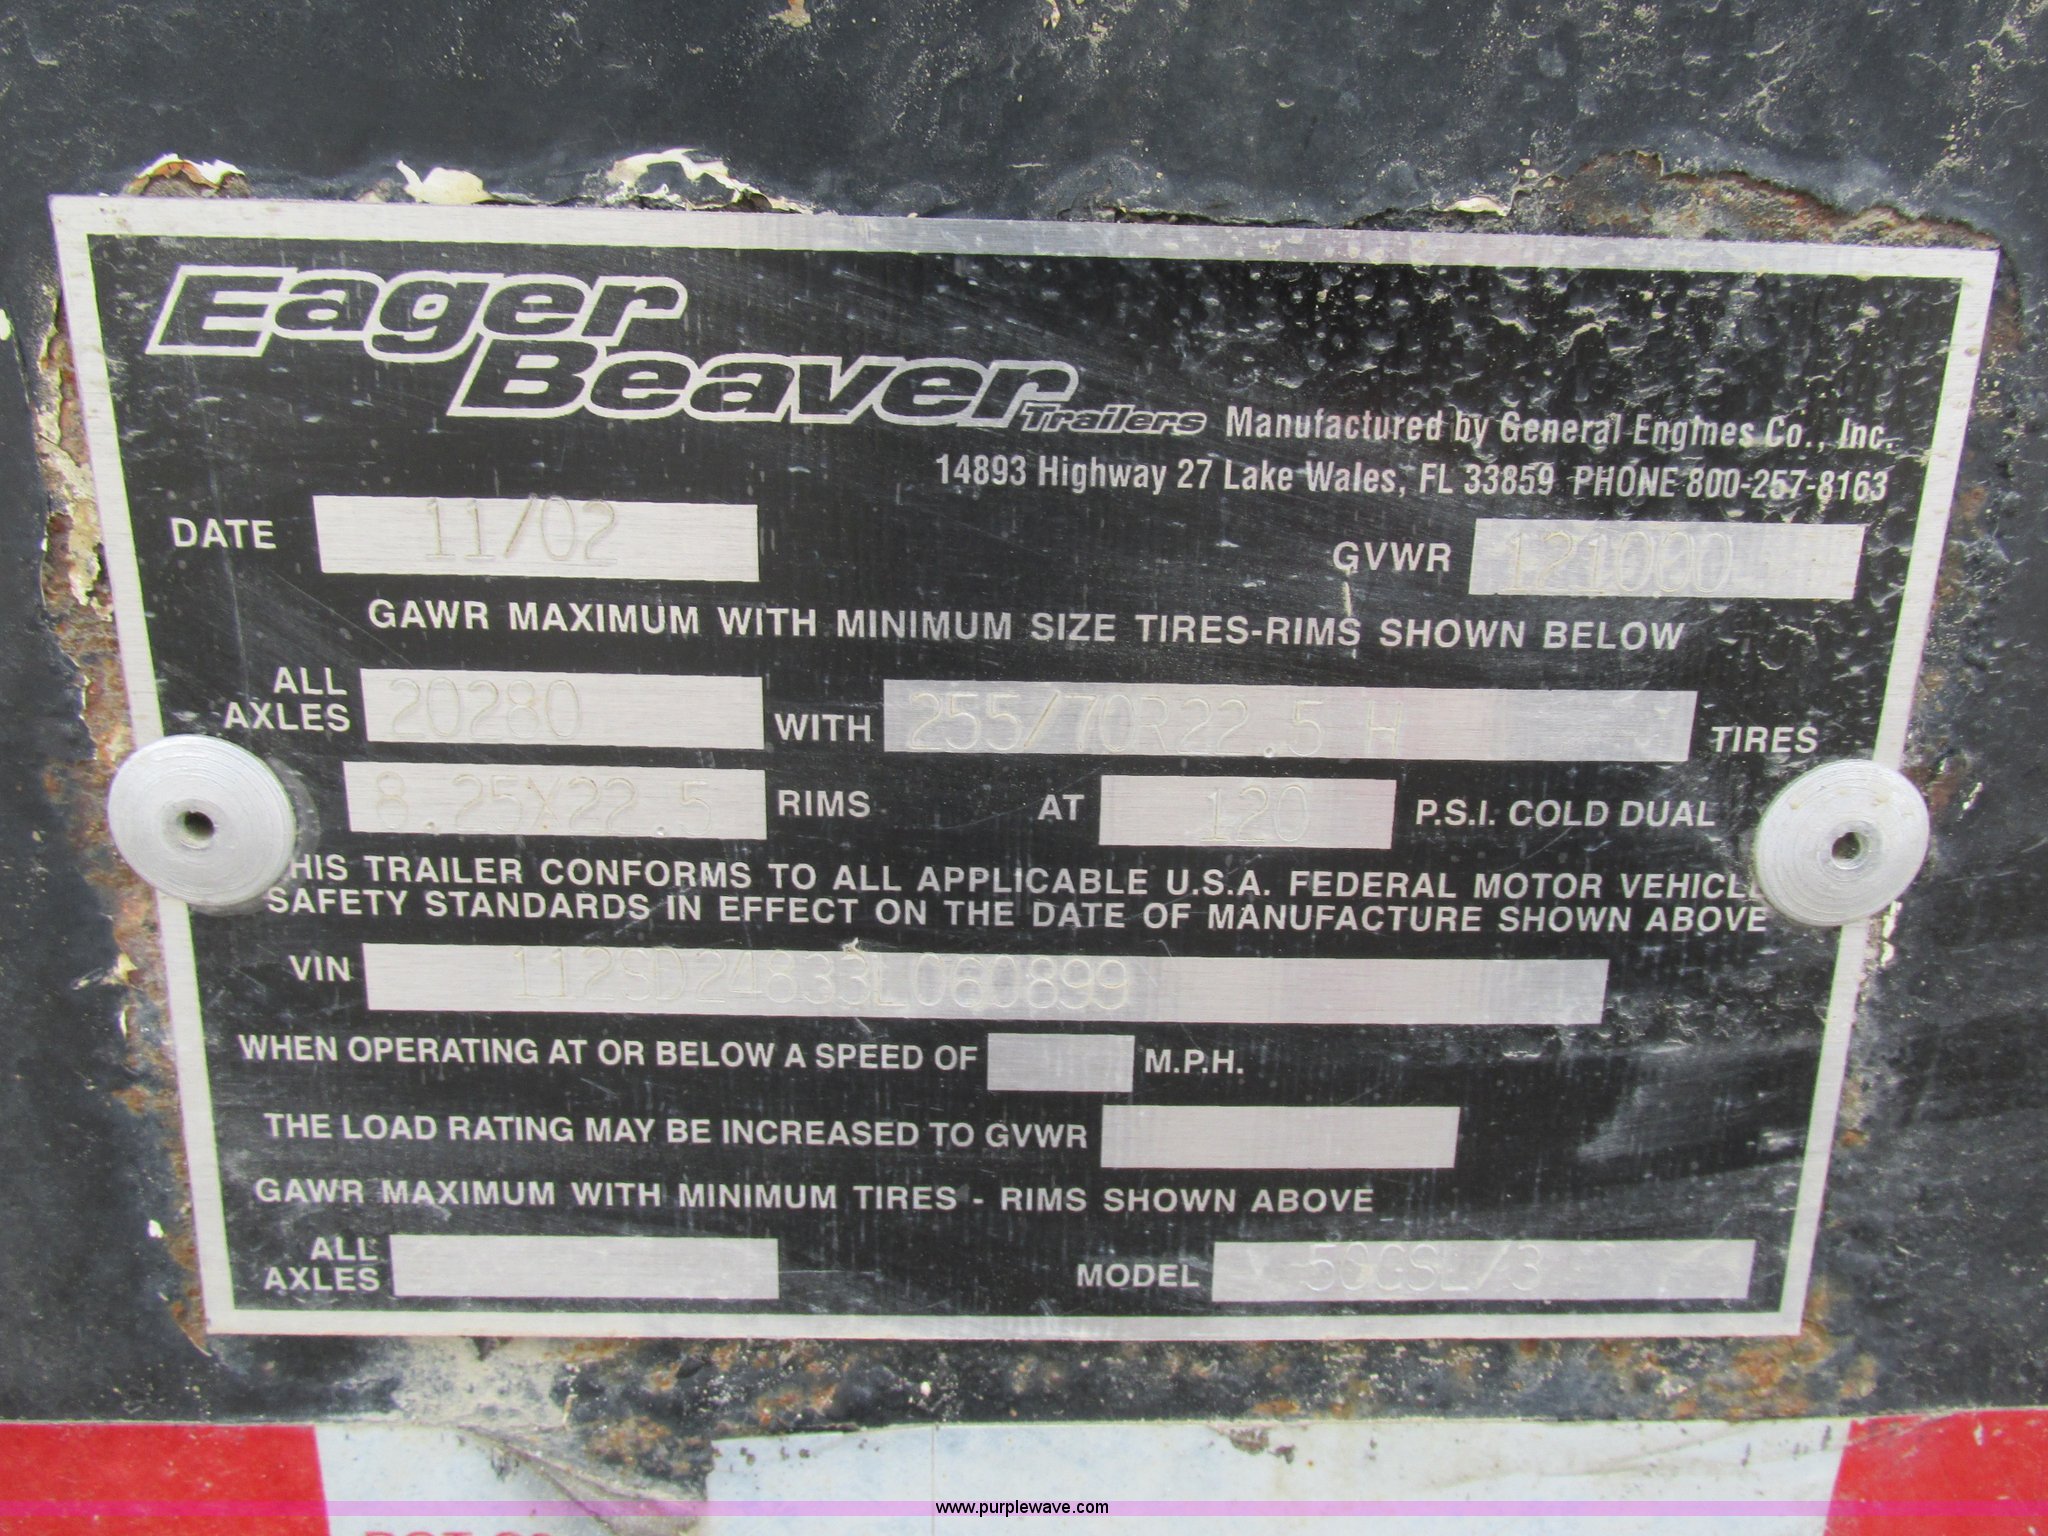 Eager
Beaver Trailers Manufactured by General Engines Co., Inc.
14893 Highway 27 Lake Wales, FL 33859 PHONE 800-257-8163
DATE 11/02 GVWR 121000
GAWR MAXIMUM WITH MINIMUM SIZE TIRES-RIMS SHOWN BELOW
ALL AXLES 20280 WITH 255/70R22.5 H TIRES
8.25X22.5 RIMS AT 120 P.S.I. COLD DUAL
THIS TRAILER CONFORMS TO ALL APPLICABLE U.S.A. FEDERAL MOTOR VEHICLE
SAFETY STANDARDS IN EFFECT ON THE DATE OF MANUFACTURE SHOWN ABOVE
VIN 112SD24833L060899
WHEN OPERATING AT OR BELOW A SPEED OF M.P.H.
THE LOAD RATING MAY BE INCREASED TO GVWR
GAWR MAXIMUM WITH MINIMUM TIRES - RIMS SHOWN ABOVE
ALL AXLES MODEL 50GSL/3
www.purplewave.com